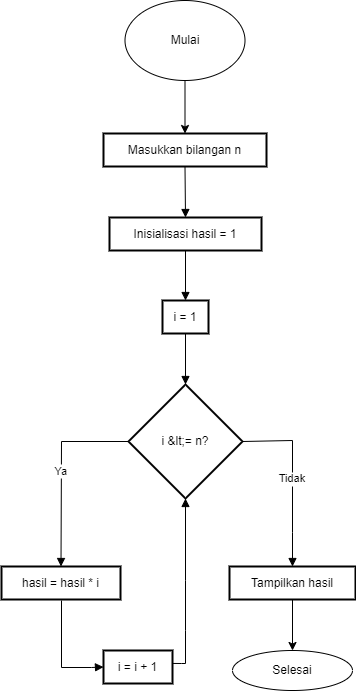 Mulai
Masukkan bilangan n
Inisialisasi hasil = 1
i = 1
i &lt;= n?
Ya
Tidak
hasil = hasil * i
Tampilkan hasil
i = i + 1
Selesai